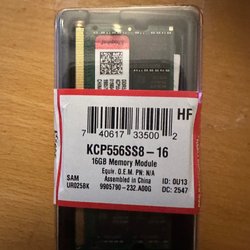 HF
7 40617 33500 2
KCP556SS8-16
16GB Memory Module
Equiv. O.E.M. PN: N/A
SAM Assembled in China ID: OU13
UR0258K 9905790-232.A00G DC: 2547